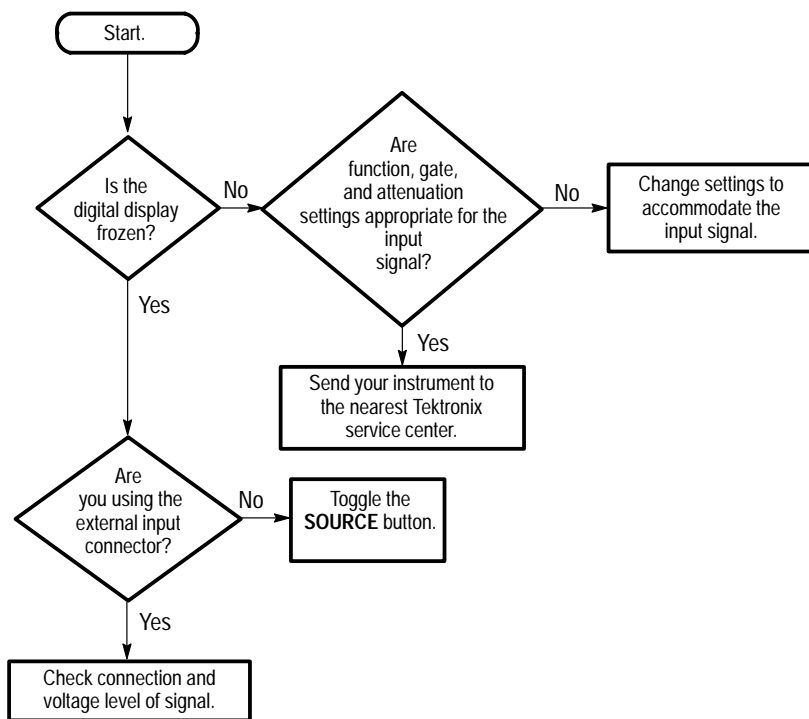 Start.
Is the
digital display
frozen?
No
Are
function, gate,
and attenuation
settings appropriate for the
input
signal?
No
Change settings to
accommodate the
input signal.
Yes
Yes
Send your instrument to
the nearest Tektronix
service center.
Are
you using the
external input
connector?
No
Toggle the
SOURCE button.
Yes
Check connection and
voltage level of signal.